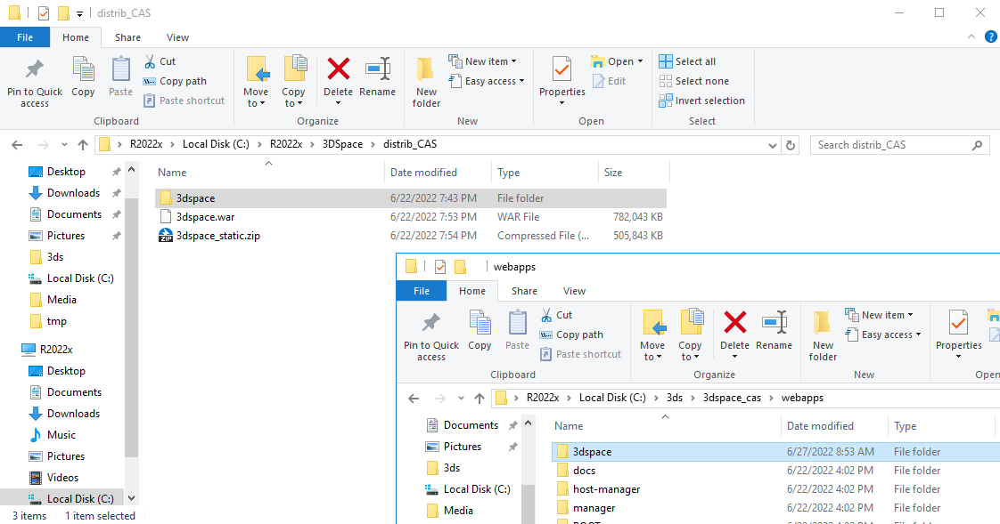 distrib_CAS
File Home Share View
Pin to Quick access
Copy
Paste
Cut
Copy path
Paste shortcut
Clipboard
Move to
Copy to
Delete
Rename
Organize
New folder
New item
Easy access
New
Properties
Open
Edit
Open
Select all
Select none
Invert selection
Select
R2022x > Local Disk (C:) > R2022x > 3DSpace > distrib_CAS
Search distrib_CAS
Desktop
Downloads
Documents
Pictures
3ds
Local Disk (C:)
Media
tmp
R2022x
Desktop
Documents
Downloads
Music
Pictures
Videos
Local Disk (C:)
3 items 1 item selected
Name Date modified Type Size
3dspace 6/22/2022 7:43 PM File folder
3dspace.war 6/22/2022 7:53 PM WAR File 782,043 KB
3dspace_static.zip 6/22/2022 7:54 PM Compressed File (... 505,843 KB
webapps
File Home Share View
Pin to Quick access
Copy
Paste
Cut
Copy path
Paste shortcut
Clipboard
Move to
Copy to
Delete
Rename
Organize
New folder
New item
Easy access
New
Properties
Open
R2022x > Local Disk (C:) > 3ds > 3dspace_cas > webapps
Documents
Pictures
3ds
Local Disk (C:)
Media
Name Date modified Type
3dspace 6/27/2022 8:53 AM File folder
docs 6/22/2022 4:02 PM File folder
host-manager 6/22/2022 4:02 PM File folder
manager 6/22/2022 4:02 PM File folder